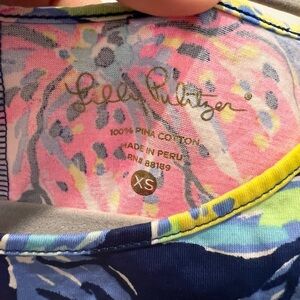 Lilly Pulitzer
100% PIMA COTTON
MADE IN PERU
RN# 88189
XS